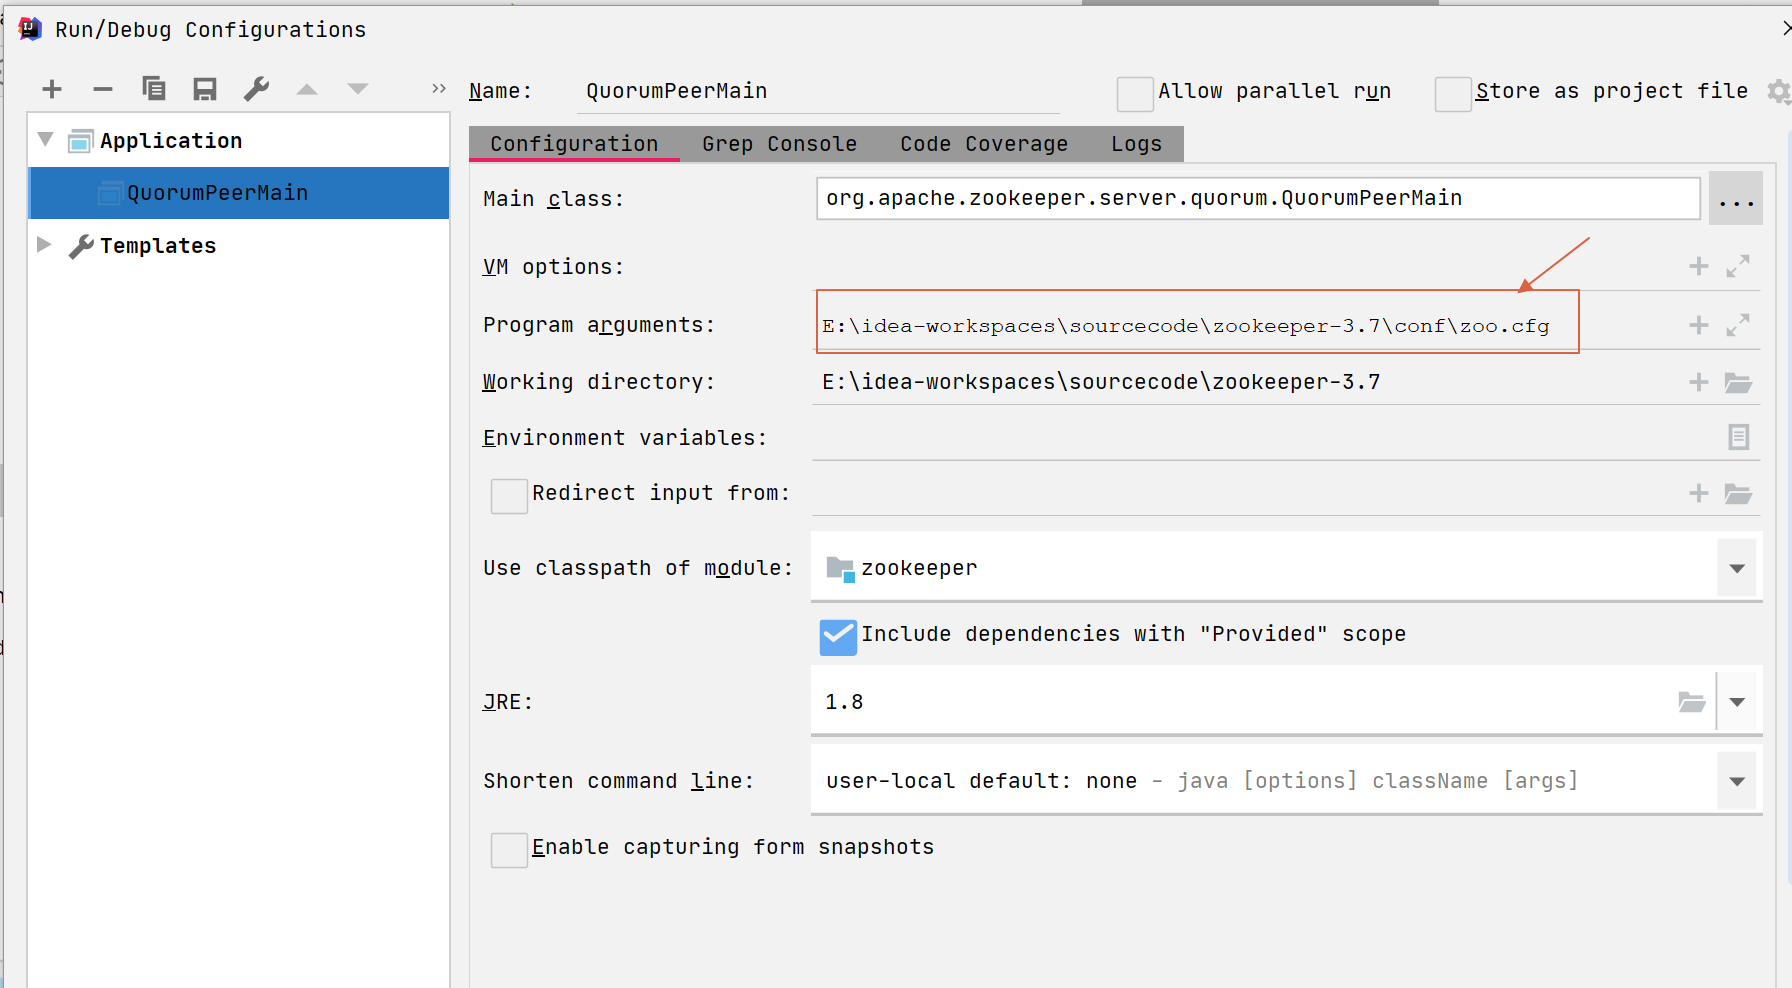 Run/Debug Configurations
Name: QuorumPeerMain
Allow parallel run
Store as project file
Application
QuorumPeerMain
Templates
Configuration Grep Console Code Coverage Logs
Main class: org.apache.zookeeper.server.quorum.QuorumPeerMain ...
VM options:
Program arguments: E:\idea-workspaces\sourcecode\zookeeper-3.7\conf\zoo.cfg
Working directory: E:\idea-workspaces\sourcecode\zookeeper-3.7
Environment variables:
Redirect input from:
Use classpath of module: zookeeper
Include dependencies with "Provided" scope
JRE: 1.8
Shorten command line: user-local default: none - java [options] className [args]
Enable capturing form snapshots